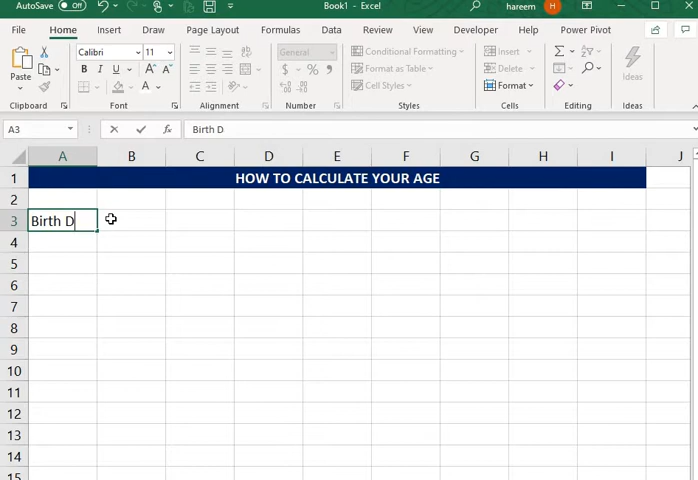 AutoSave Off Book1 - Excel hareem H
File Home Insert Draw Page Layout Formulas Data Review View Developer Help Power Pivot
Paste Calibri 11 A^ A B I U A General $ % , Conditional Formatting Format as Table Cell Styles Insert Delete Format Σ Ideas
Clipboard Font Alignment Number Styles Cells Editing Ideas
A3 fx Birth D
A B C D E F G H I J
1 HOW TO CALCULATE YOUR AGE
2
3 Birth D
4
5
6
7
8
9
10
11
12
13
14
15